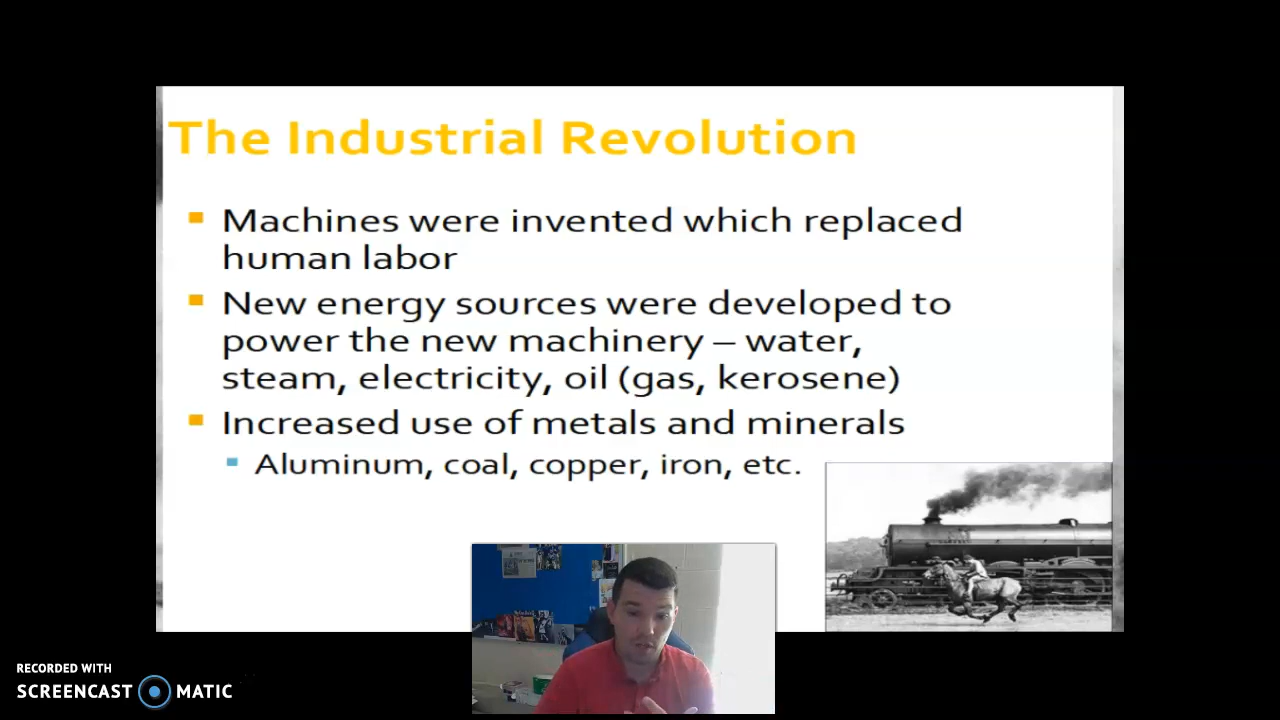 The Industrial Revolution
Machines were invented which replaced
human labor
New energy sources were developed to
power the new machinery – water,
steam, electricity, oil (gas, kerosene)
Increased use of metals and minerals
Aluminum, coal, copper, iron, etc.
RECORDED WITH
SCREENCAST MATIC